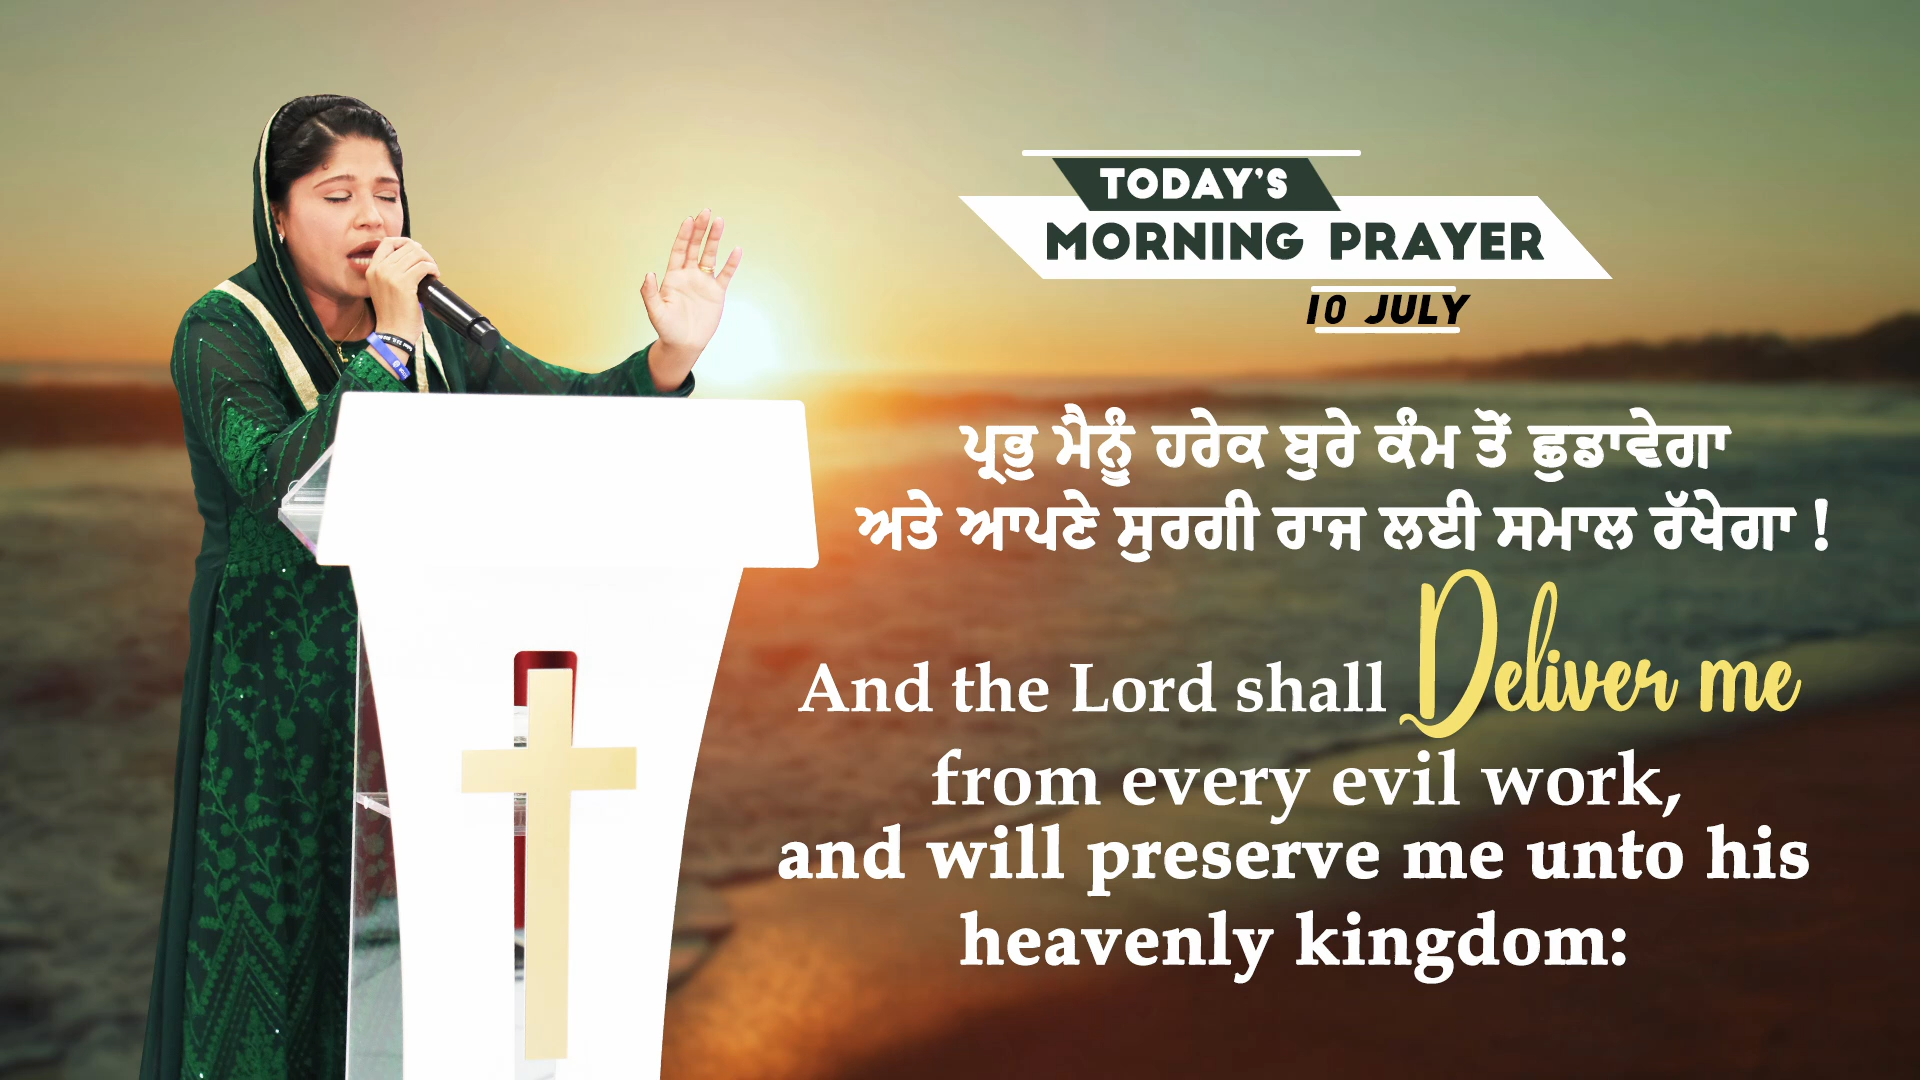 TODAY'S
MORNING PRAYER
10 JULY
ਪ੍ਰਭੁ ਮੈਨੂੰ ਹਰੇਕ ਬੁਰੇ ਕੰਮ ਤੋਂ ਛੁਡਾਵੇਗਾ
ਅਤੇ ਆਪਣੇ ਸੁਰਗੀ ਰਾਜ ਲਈ ਸਮਾਲ ਰੱਖੇਗਾ !
And the Lord shall Deliver me
from every evil work,
and will preserve me unto his
heavenly kingdom: